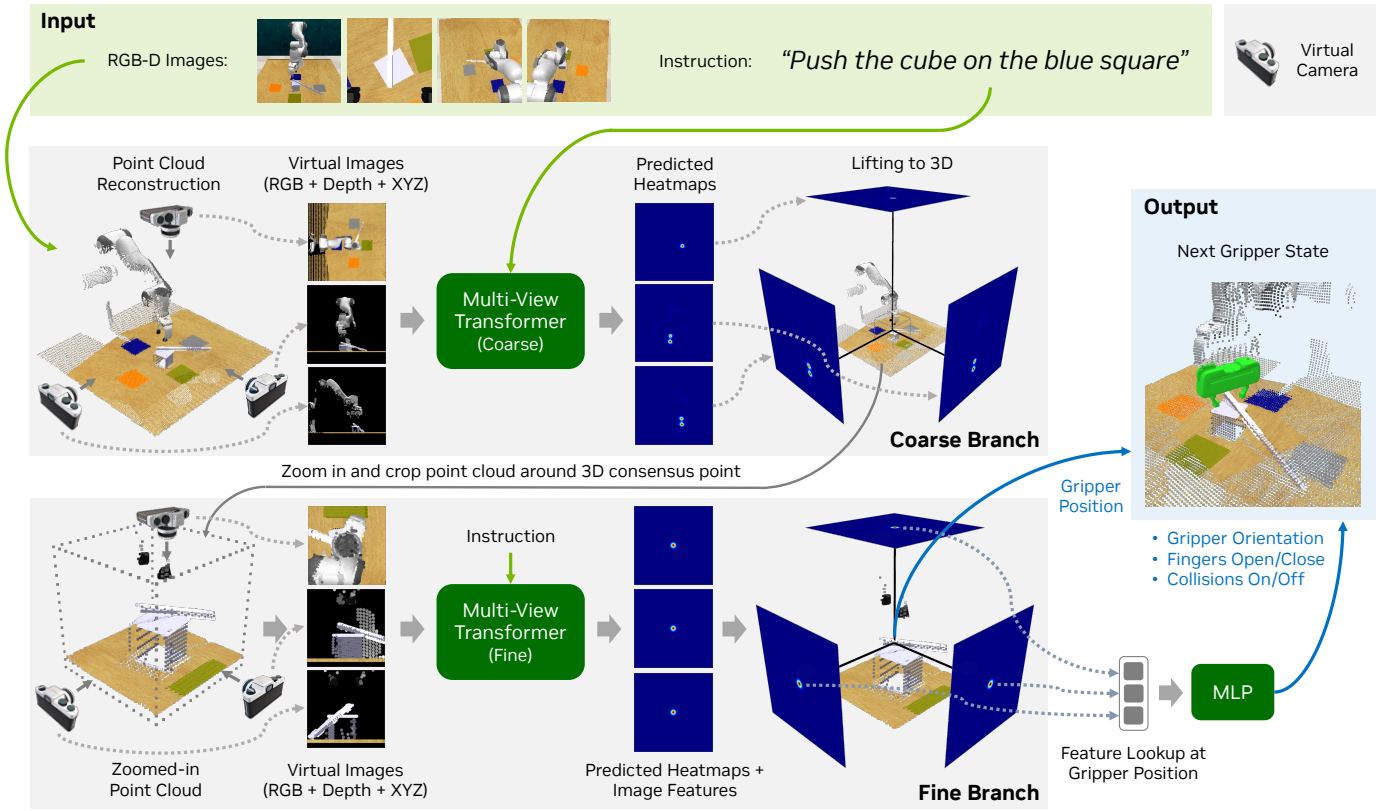 Input
RGB-D Images:
Instruction:
“Push the cube on the blue square”
Virtual
Camera
Point Cloud
Reconstruction
Virtual Images
(RGB + Depth + XYZ)
Predicted
Heatmaps
Lifting to 3D
Multi-View
Transformer
(Coarse)
Coarse Branch
Output
Next Gripper State
Zoom in and crop point cloud around 3D consensus point
Gripper
Position
• Gripper Orientation
• Fingers Open/Close
• Collisions On/Off
Instruction
Multi-View
Transformer
(Fine)
MLP
Zoomed-in
Point Cloud
Virtual Images
(RGB + Depth + XYZ)
Predicted Heatmaps +
Image Features
Fine Branch
Feature Lookup at
Gripper Position